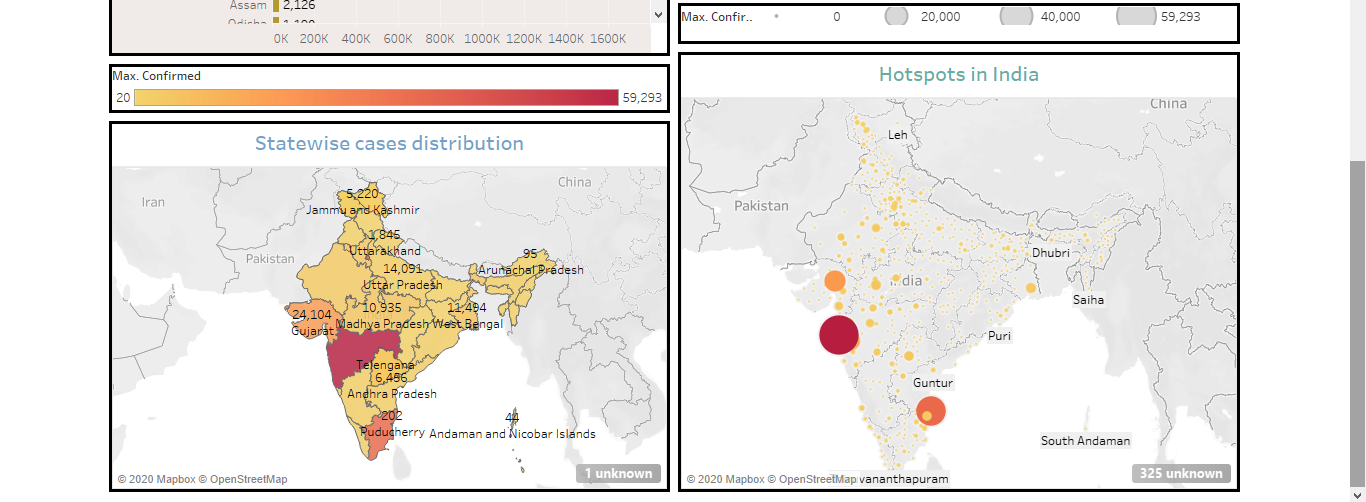 Assam 2,126
Odisha 1,190
0K 200K 400K 600K 800K 1000K 1200K 1400K 1600K
Max. Confirmed
20 59,293
Statewise cases distribution
Iran
China
Pakistan
5,220
Jammu and Kashmir
1,845
Uttarakhand
95
Arunachal Pradesh
14,091
Uttar Pradesh
24,104
Gujarat
10,935
Madhya Pradesh
11,494
West Bengal
Telengana
6,456
Andhra Pradesh
202
Puducherry
44
Andaman and Nicobar Islands
© 2020 Mapbox © OpenStreetMap
1 unknown
Max. Confir.. 0 20,000 40,000 59,293
Hotspots in India
China
Leh
Pakistan
Dhubri
India
Saiha
Puri
Guntur
South Andaman
© 2020 Mapbox © OpenStreetMap
vananthapuram
325 unknown